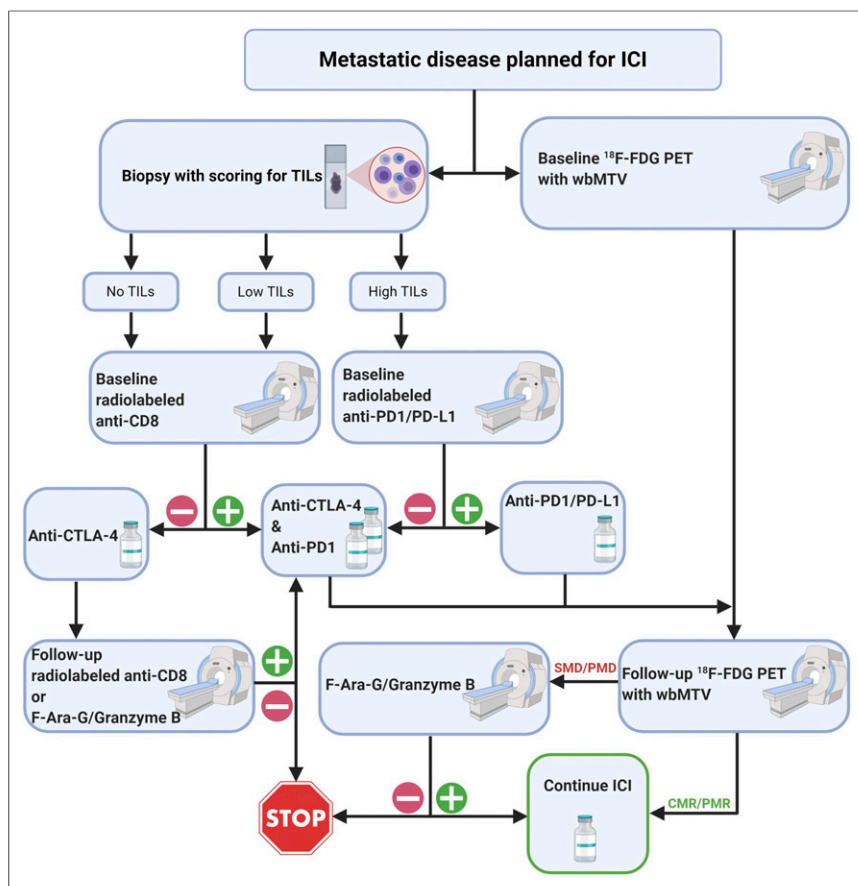 Metastatic disease planned for ICI
Biopsy with scoring for TILs
Baseline ¹⁸F-FDG PET
with wbMTV
No TILs
Low TILs
High TILs
Baseline
radiolabeled
anti-CD8
Baseline
radiolabeled
anti-PD1/PD-L1
Anti-CTLA-4
Anti-CTLA-4
&
Anti-PD1
Anti-PD1/PD-L1
Follow-up
radiolabeled anti-CD8
or
F-Ara-G/Granzyme B
F-Ara-G/Granzyme B
SMD/PMD
Follow-up ¹⁸F-FDG PET
with wbMTV
STOP
Continue ICI
CMR/PMR